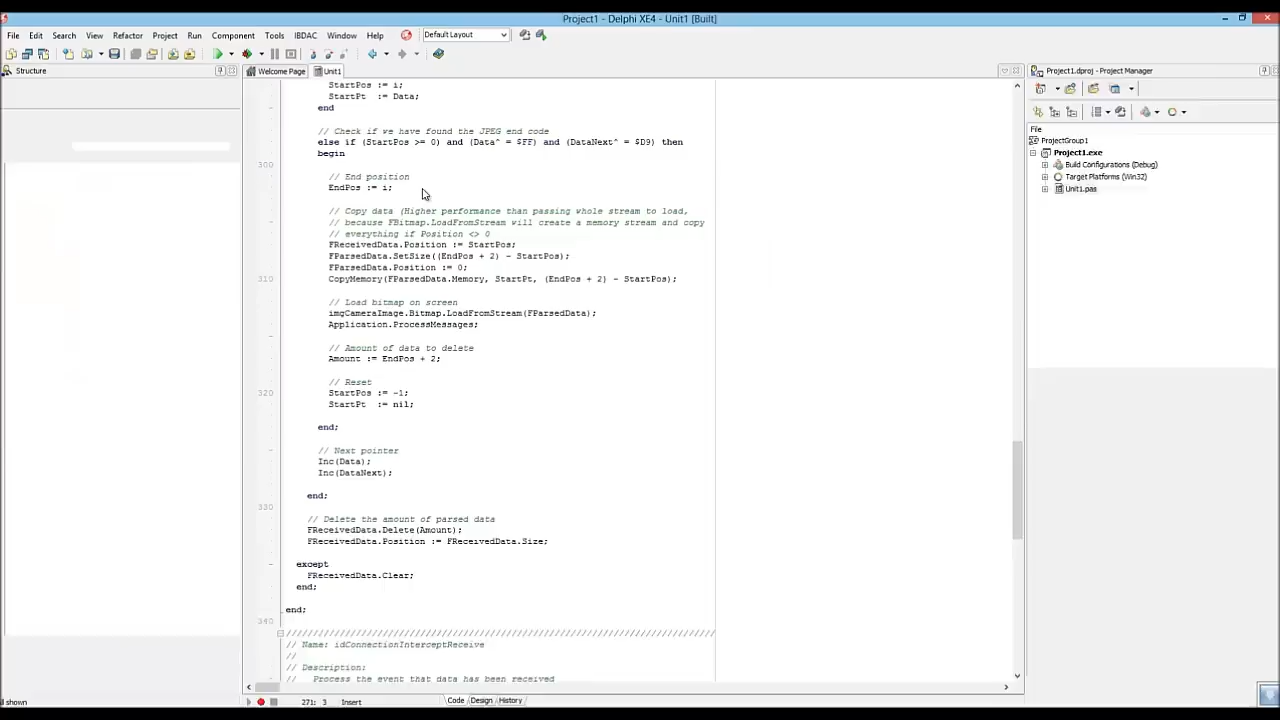 Project1 - Delphi XE4 - Unit1 [Built]
File Edit Search View Refactor Project Run Component Tools IBDAC Window Help
Default Layout
Structure
Welcome Page Unit1
Project1.dproj - Project Manager
StartPos := i;
StartPt := Data;
end
// Check if we have found the JPEG end code
else if (StartPos >= 0) and (Data^ = $FF) and (DataNext^ = $D9) then
begin
300
// End position
EndPos := i;
// Copy data (Higher performance than passing whole stream to load,
// because FBitmap.LoadFromStream will create a memory stream and copy
// everything if Position <> 0
FReceivedData.Position := StartPos;
FParsedData.SetSize((EndPos + 2) - StartPos);
FParsedData.Position := 0;
310 CopyMemory(FParsedData.Memory, StartPt, (EndPos + 2) - StartPos);
// Load bitmap on screen
imgCameraImage.Bitmap.LoadFromStream(FParsedData);
Application.ProcessMessages;
// Amount of data to delete
Amount := EndPos + 2;
// Reset
320 StartPos := -1;
StartPt := nil;
end;
// Next pointer
Inc(Data);
Inc(DataNext);
end;
330
// Delete the amount of parsed data
FReceivedData.Delete(Amount);
FReceivedData.Position := FReceivedData.Size;
except
FReceivedData.Clear;
end;
end;
340
////////////////////////////////////////////////////////////////////////////////
// Name: idConnectionInterceptReceive
//
// Description:
// Process the event that data has been received
File
ProjectGroup1
Project1.exe
Build Configurations (Debug)
Target Platforms (Win32)
Unit1.pas
ll shown
271: 3 Insert
Code Design History